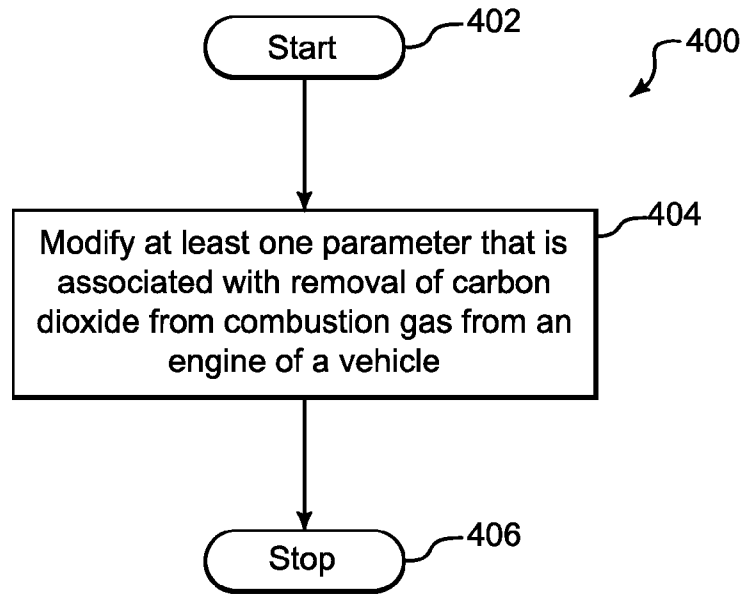 Start
402
400
Modify at least one parameter that is
associated with removal of carbon
dioxide from combustion gas from an
engine of a vehicle
404
Stop
406